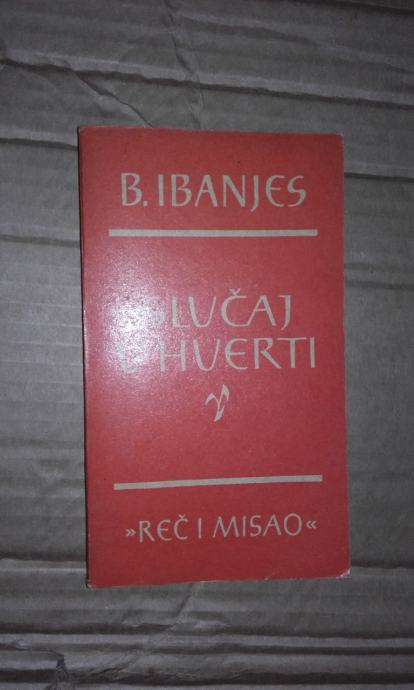 B. IBANJES
SLUČAJ
U HUERTI
»REČ I MISAO«